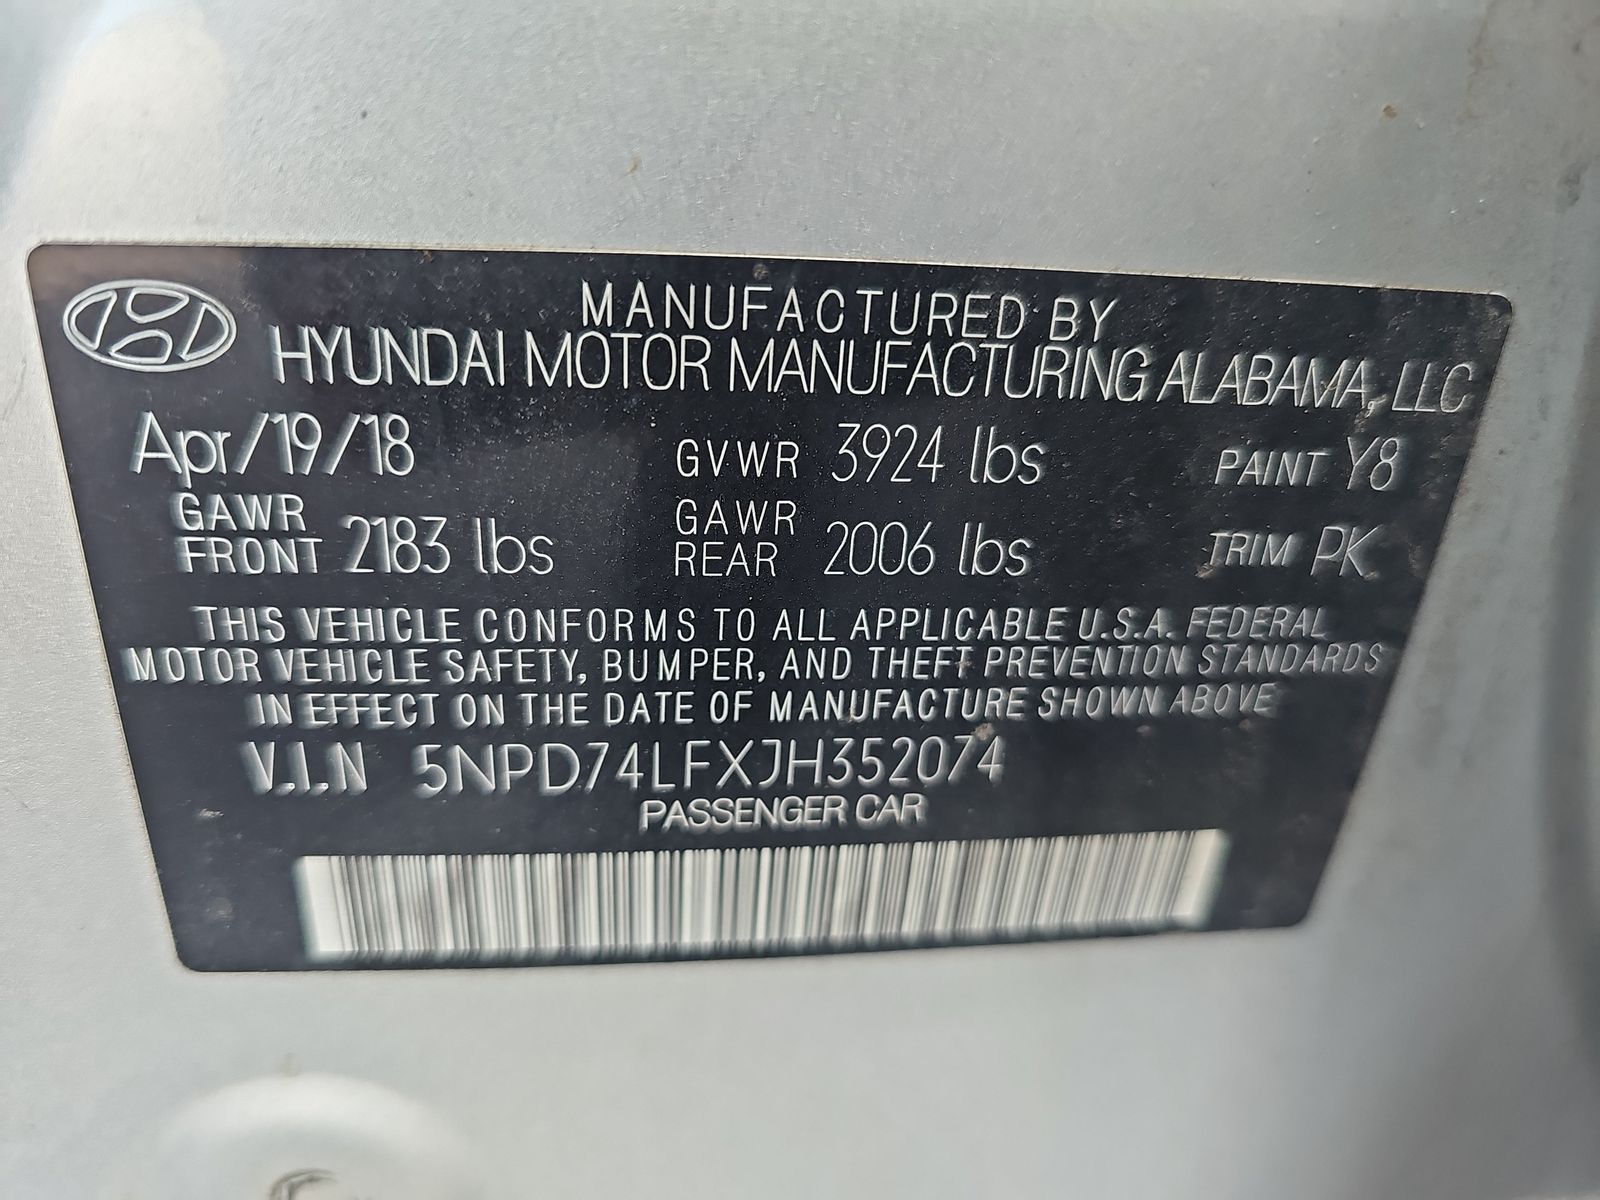 MANUFACTURED BY
HYUNDAI MOTOR MANUFACTURING ALABAMA, LLC
Apr/19/18 GVWR 3924 lbs PAINT Y8
GAWR FRONT 2183 lbs GAWR REAR 2006 lbs TRIM PK
THIS VEHICLE CONFORMS TO ALL APPLICABLE U.S.A. FEDERAL
MOTOR VEHICLE SAFETY, BUMPER, AND THEFT PREVENTION STANDARDS
IN EFFECT ON THE DATE OF MANUFACTURE SHOWN ABOVE
V.I.N 5NPD74LFXJH352074
PASSENGER CAR